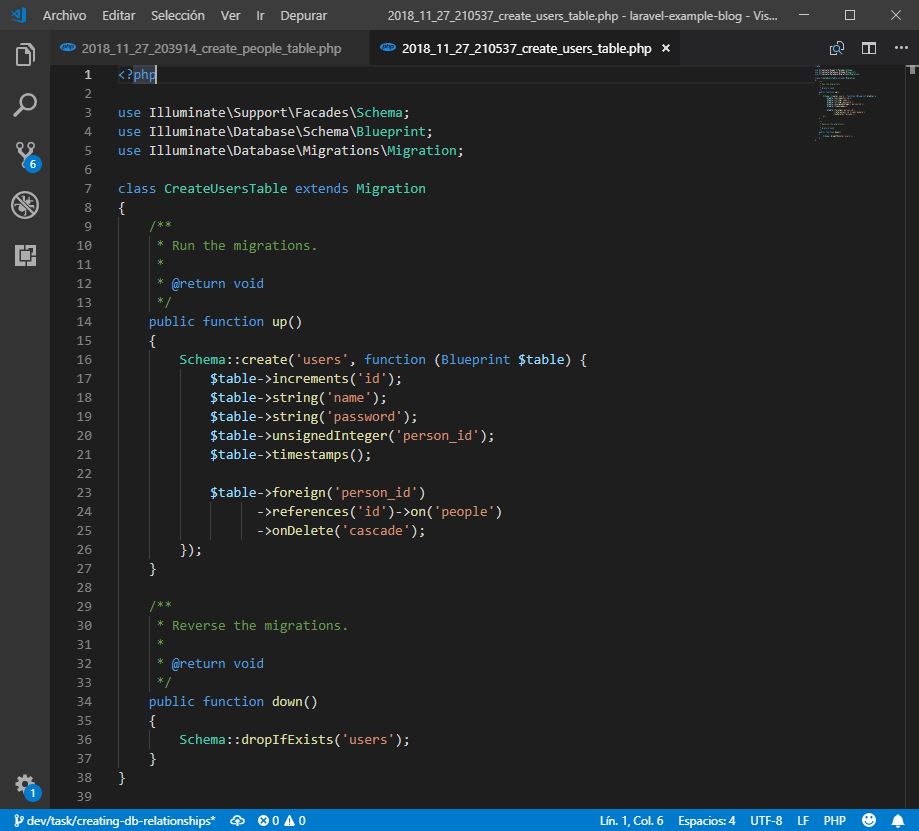 Archivo Editar Selección Ver Ir Depurar 2018_11_27_210537_create_users_table.php - laravel-example-blog - Vis...
2018_11_27_203914_create_people_table.php 2018_11_27_210537_create_users_table.php ×
1 <?php
2
3 use Illuminate\Support\Facades\Schema;
4 use Illuminate\Database\Schema\Blueprint;
5 use Illuminate\Database\Migrations\Migration;
6
7 class CreateUsersTable extends Migration
8 {
9 /**
10 * Run the migrations.
11 *
12 * @return void
13 */
14 public function up()
15 {
16 Schema::create('users', function (Blueprint $table) {
17 $table->increments('id');
18 $table->string('name');
19 $table->string('password');
20 $table->unsignedInteger('person_id');
21 $table->timestamps();
22
23 $table->foreign('person_id')
24 ->references('id')->on('people')
25 ->onDelete('cascade');
26 });
27 }
28
29 /**
30 * Reverse the migrations.
31 *
32 * @return void
33 */
34 public function down()
35 {
36 Schema::dropIfExists('users');
37 }
38 }
39
6
1
dev/task/creating-db-relationships* 0 0 Lín. 1, Col. 6 Espacios: 4 UTF-8 LF PHP